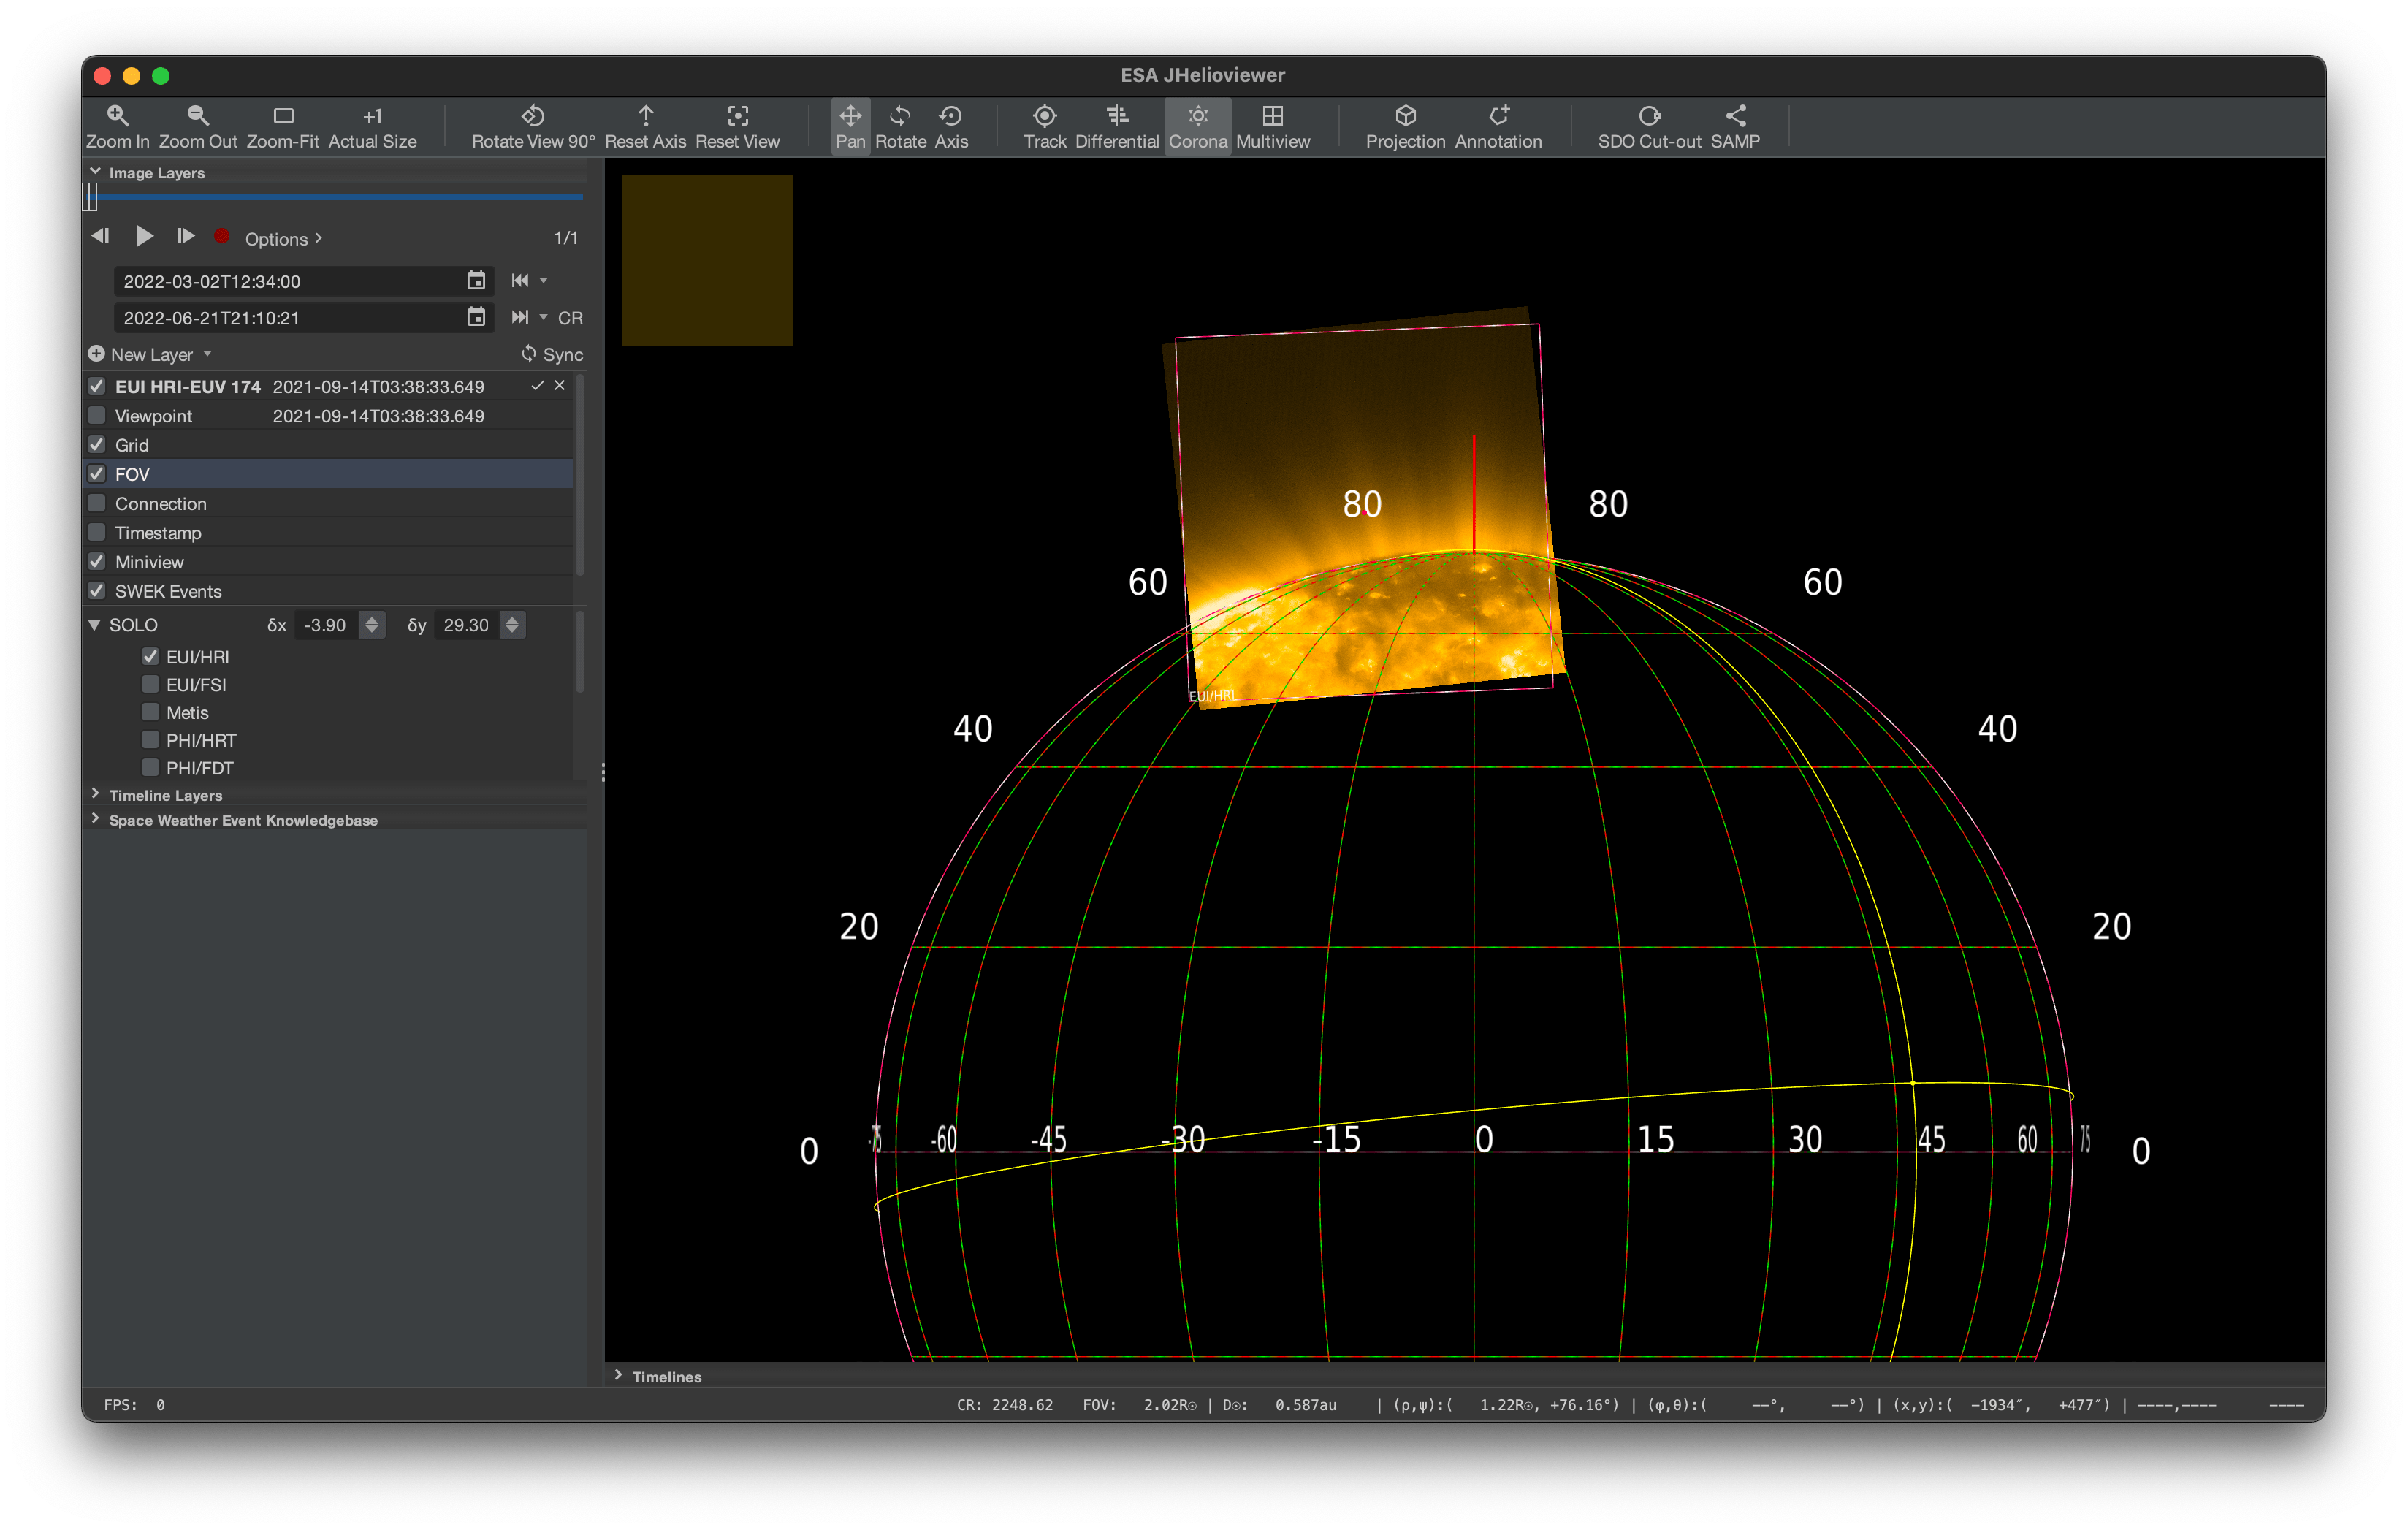 ESA JHelioviewer
Zoom In Zoom Out Zoom-Fit Actual Size Rotate View 90° Reset Axis Reset View Pan Rotate Axis Track Differential Corona Multiview Projection Annotation SDO Cut-out SAMP
+1
Image Layers
Options > 1/1
2022-03-02T12:34:00
2022-06-21T21:10:21 CR
New Layer Sync
EUI HRI-EUV 174 2021-09-14T03:38:33.649
Viewpoint 2021-09-14T03:38:33.649
Grid
FOV
Connection
Timestamp
Miniview
SWEK Events
SOLO δx -3.90 δy 29.30
EUI/HRI
EUI/FSI
Metis
PHI/HRT
PHI/FDT
Timeline Layers
Space Weather Event Knowledgebase
80 80
60 60
EUI/HRI
40 40
20 20
0 -75 -60 -45 -30 -15 0 15 30 45 60 75 0
Timelines
FPS: 0 CR: 2248.62 FOV: 2.02R☉ | D☉: 0.587au | (ρ,ψ):( 1.22R☉, +76.16°) | (φ,θ):( --°, --°) | (x,y):( -1934″, +477″) | ----,---- ----